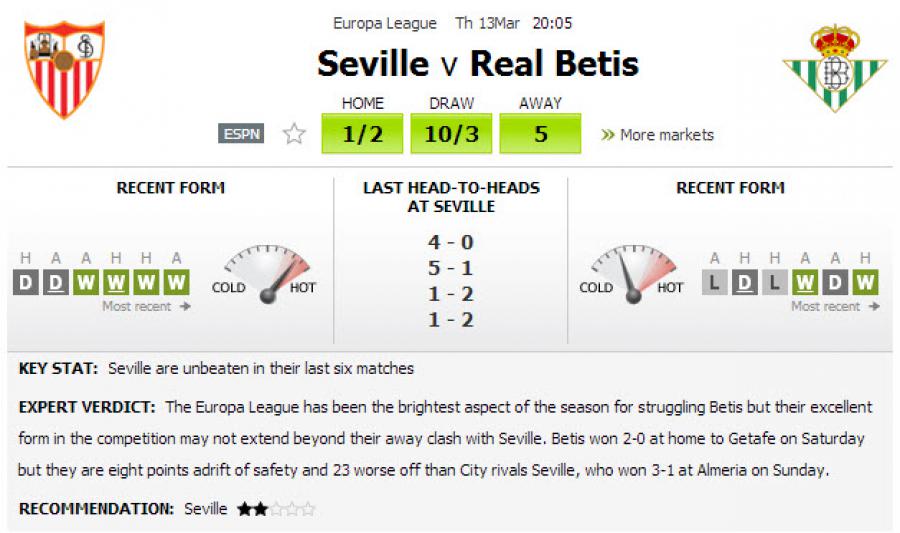 Europa League Th 13Mar 20:05
Seville v Real Betis
HOME DRAW AWAY
ESPN 1/2 10/3 5 » More markets
RECENT FORM
H A A H H A
D D W W W W
Most recent →
COLD HOT
LAST HEAD-TO-HEADS
AT SEVILLE
4 - 0
5 - 1
1 - 2
1 - 2
RECENT FORM
COLD HOT
A H H A A H
L D L W D W
Most recent →
KEY STAT: Seville are unbeaten in their last six matches
EXPERT VERDICT: The Europa League has been the brightest aspect of the season for struggling Betis but their excellent
form in the competition may not extend beyond their away clash with Seville. Betis won 2-0 at home to Getafe on Saturday
but they are eight points adrift of safety and 23 worse off than City rivals Seville, who won 3-1 at Almeria on Sunday.
RECOMMENDATION: Seville ★★☆☆☆